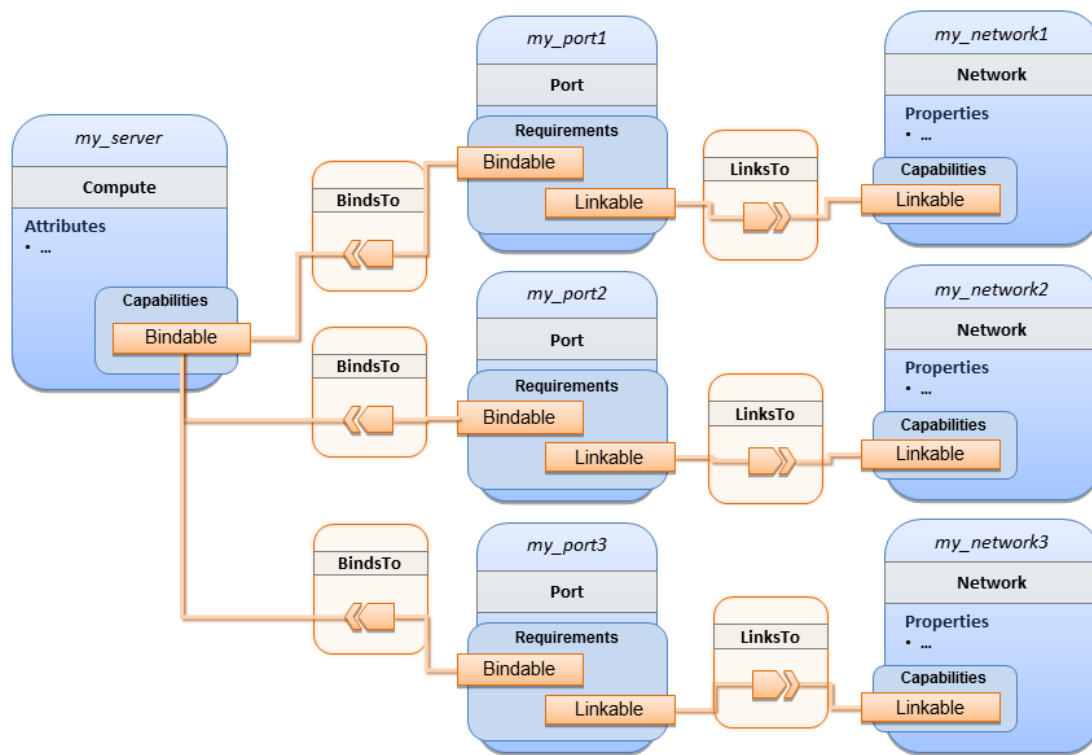 my_server
Compute
Attributes
• ...
Capabilities
Bindable
BindsTo
my_port1
Port
Requirements
Bindable
Linkable
LinksTo
my_network1
Network
Properties
• ...
Capabilities
Linkable
BindsTo
my_port2
Port
Requirements
Bindable
Linkable
LinksTo
my_network2
Network
Properties
• ...
Capabilities
Linkable
BindsTo
my_port3
Port
Requirements
Bindable
Linkable
LinksTo
my_network3
Network
Properties
• ...
Capabilities
Linkable